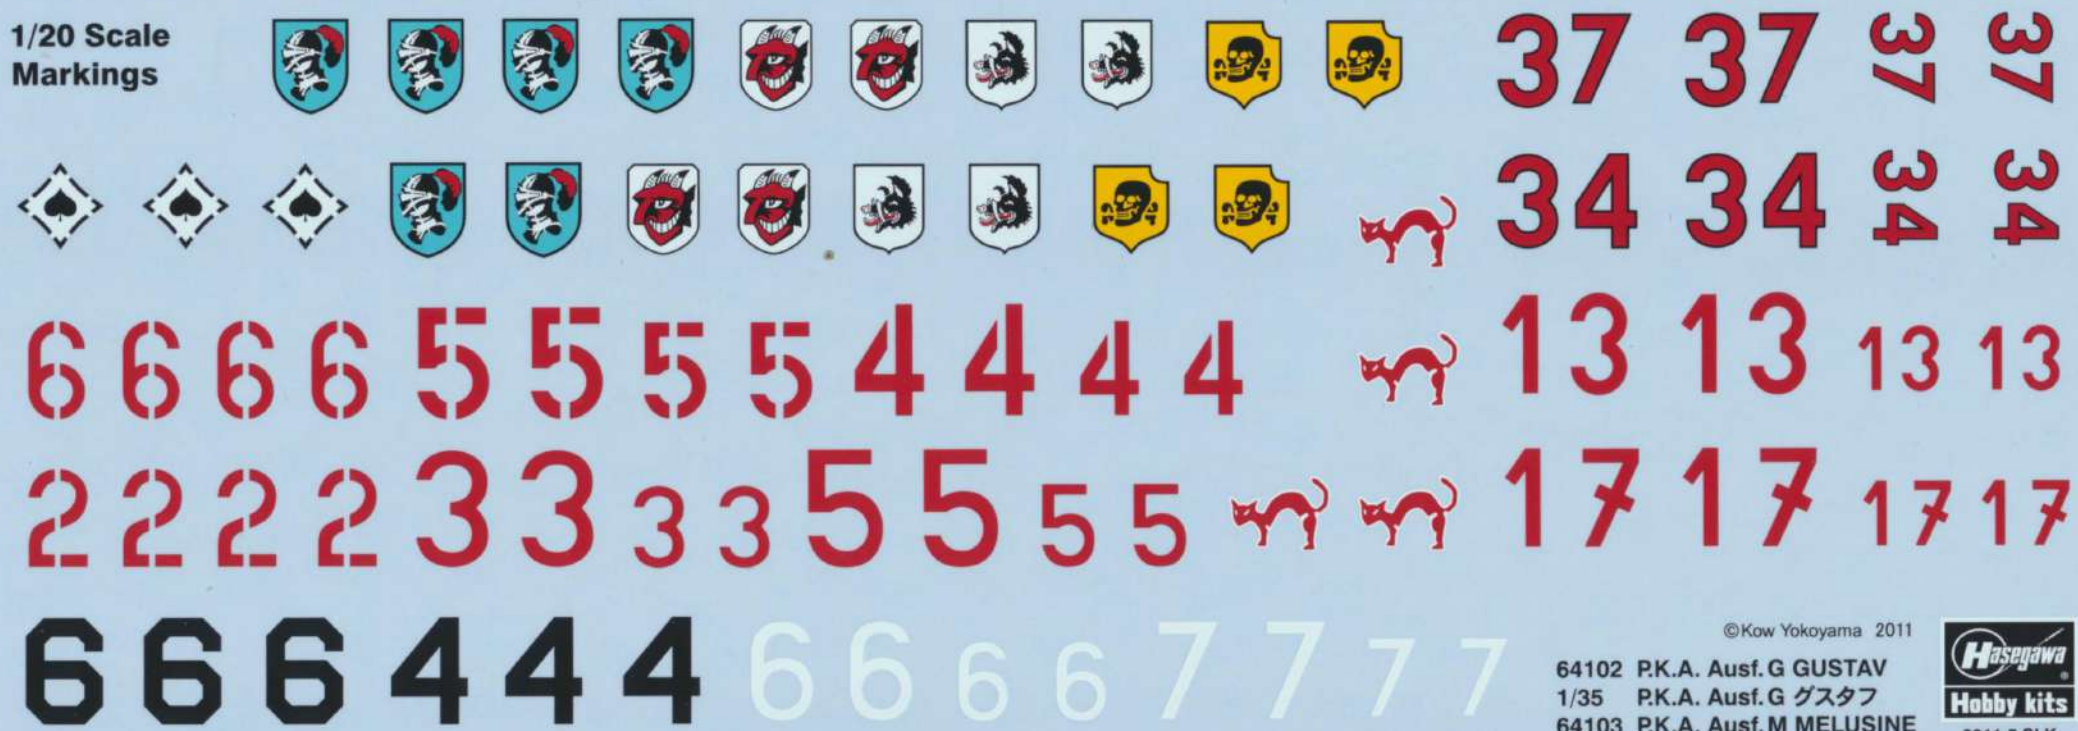 1/20 Scale
Markings
37 37 37 37
34 34 34 34
6 6 6 6 5 5 5 5 4 4 4 4 13 13 13 13
2 2 2 2 3 3 3 3 5 5 5 5 17 17 17 17
6 6 6 4 4 4 6 6 6 6 7 7 7 7
©Kow Yokoyama 2011
64102 P.K.A. Ausf.G GUSTAV
1/35 P.K.A. Ausf.G グスタフ
64103 P.K.A. Ausf.M MELUSINE
Hasegawa
Hobby kits